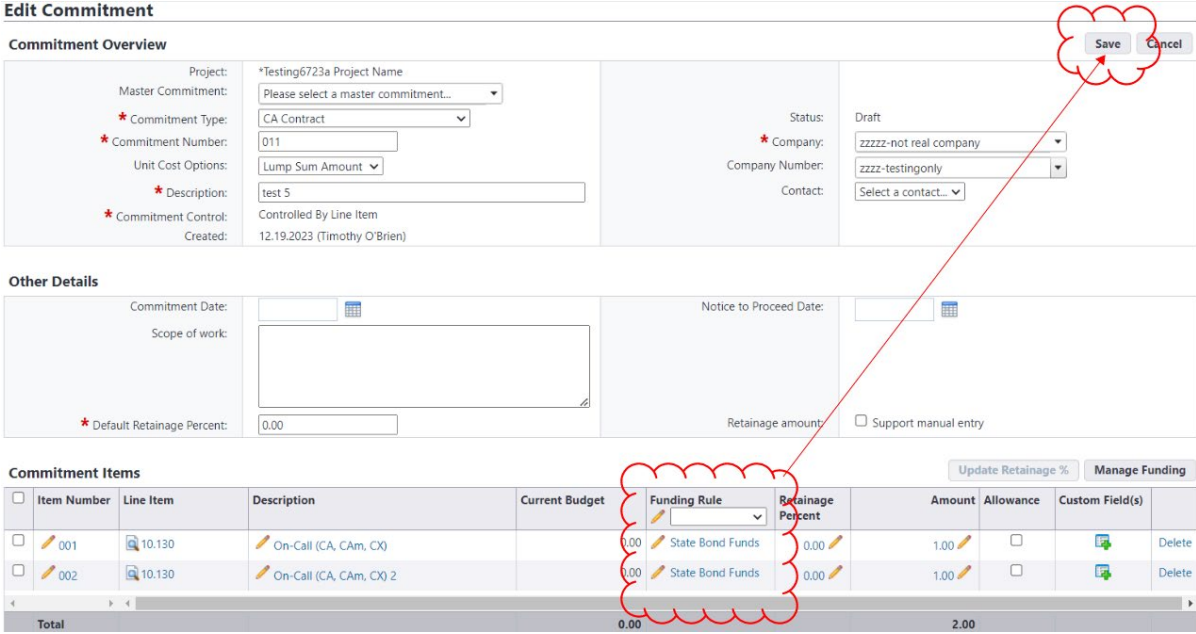 Edit Commitment
Commitment Overview
Save Cancel
Project: *Testing6723a Project Name
Master Commitment: Please select a master commitment...
* Commitment Type: CA Contract Status: Draft
* Commitment Number: 011 * Company: zzzzz-not real company
Unit Cost Options: Lump Sum Amount Company Number: zzzz-testingonly
* Description: test 5 Contact: Select a contact...
* Commitment Control: Controlled By Line Item
Created: 12.19.2023 (Timothy O'Brien)
Other Details
Commitment Date: Notice to Proceed Date:
Scope of work:
* Default Retainage Percent: 0.00 Retainage amount: Support manual entry
Commitment Items Update Retainage % Manage Funding
Item Number Line Item Description Current Budget Funding Rule Retainage Percent Amount Allowance Custom Field(s)
001 10.130 On-Call (CA, CAm, CX) 0.00 State Bond Funds 0.00 1.00 Delete
002 10.130 On-Call (CA, CAm, CX) 2 0.00 State Bond Funds 0.00 1.00 Delete
Total 0.00 2.00